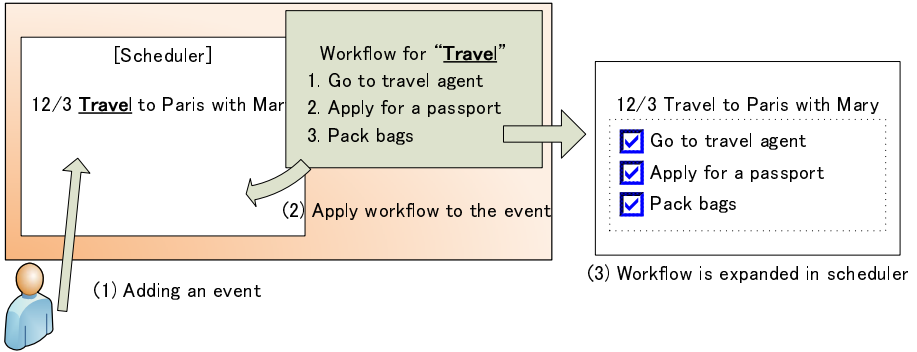 [Scheduler]
12/3 Travel to Paris with Mar
Workflow for “Travel”
1. Go to travel agent
2. Apply for a passport
3. Pack bags
(2) Apply workflow to the event
(1) Adding an event
12/3 Travel to Paris with Mary
Go to travel agent
Apply for a passport
Pack bags
(3) Workflow is expanded in scheduler